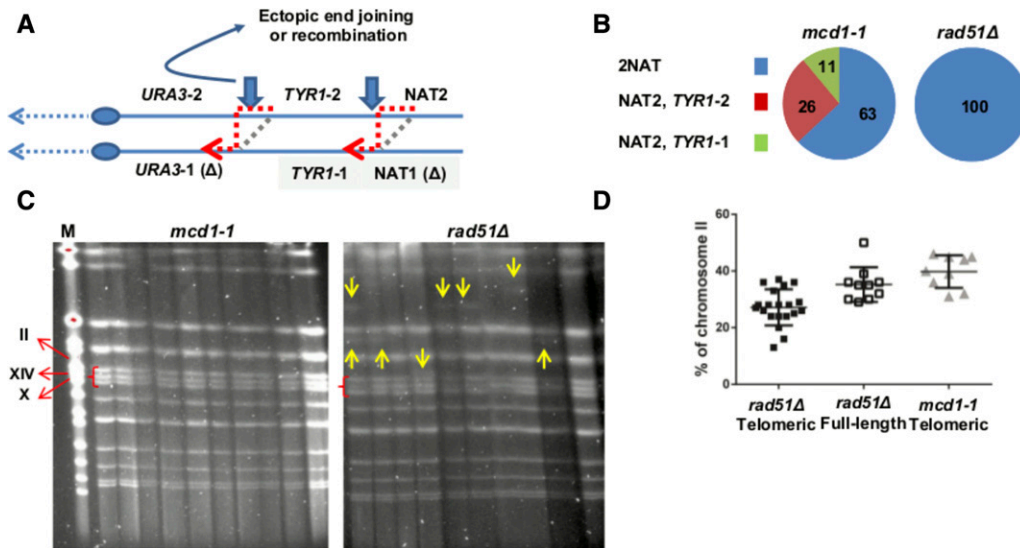 A
Ectopic end joining
or recombination
URA3-2
TYR1-2
NAT2
URA3-1 (Δ)
TYR1-1
NAT1 (Δ)
B
mcd1-1
rad51Δ
2NAT
NAT2, TYR1-2
NAT2, TYR1-1
11
26
63
100
C
M
mcd1-1
rad51Δ
II
XIV
X
D
% of chromosome II
60
40
20
0
rad51Δ
Telomeric
rad51Δ
Full-length
mcd1-1
Telomeric